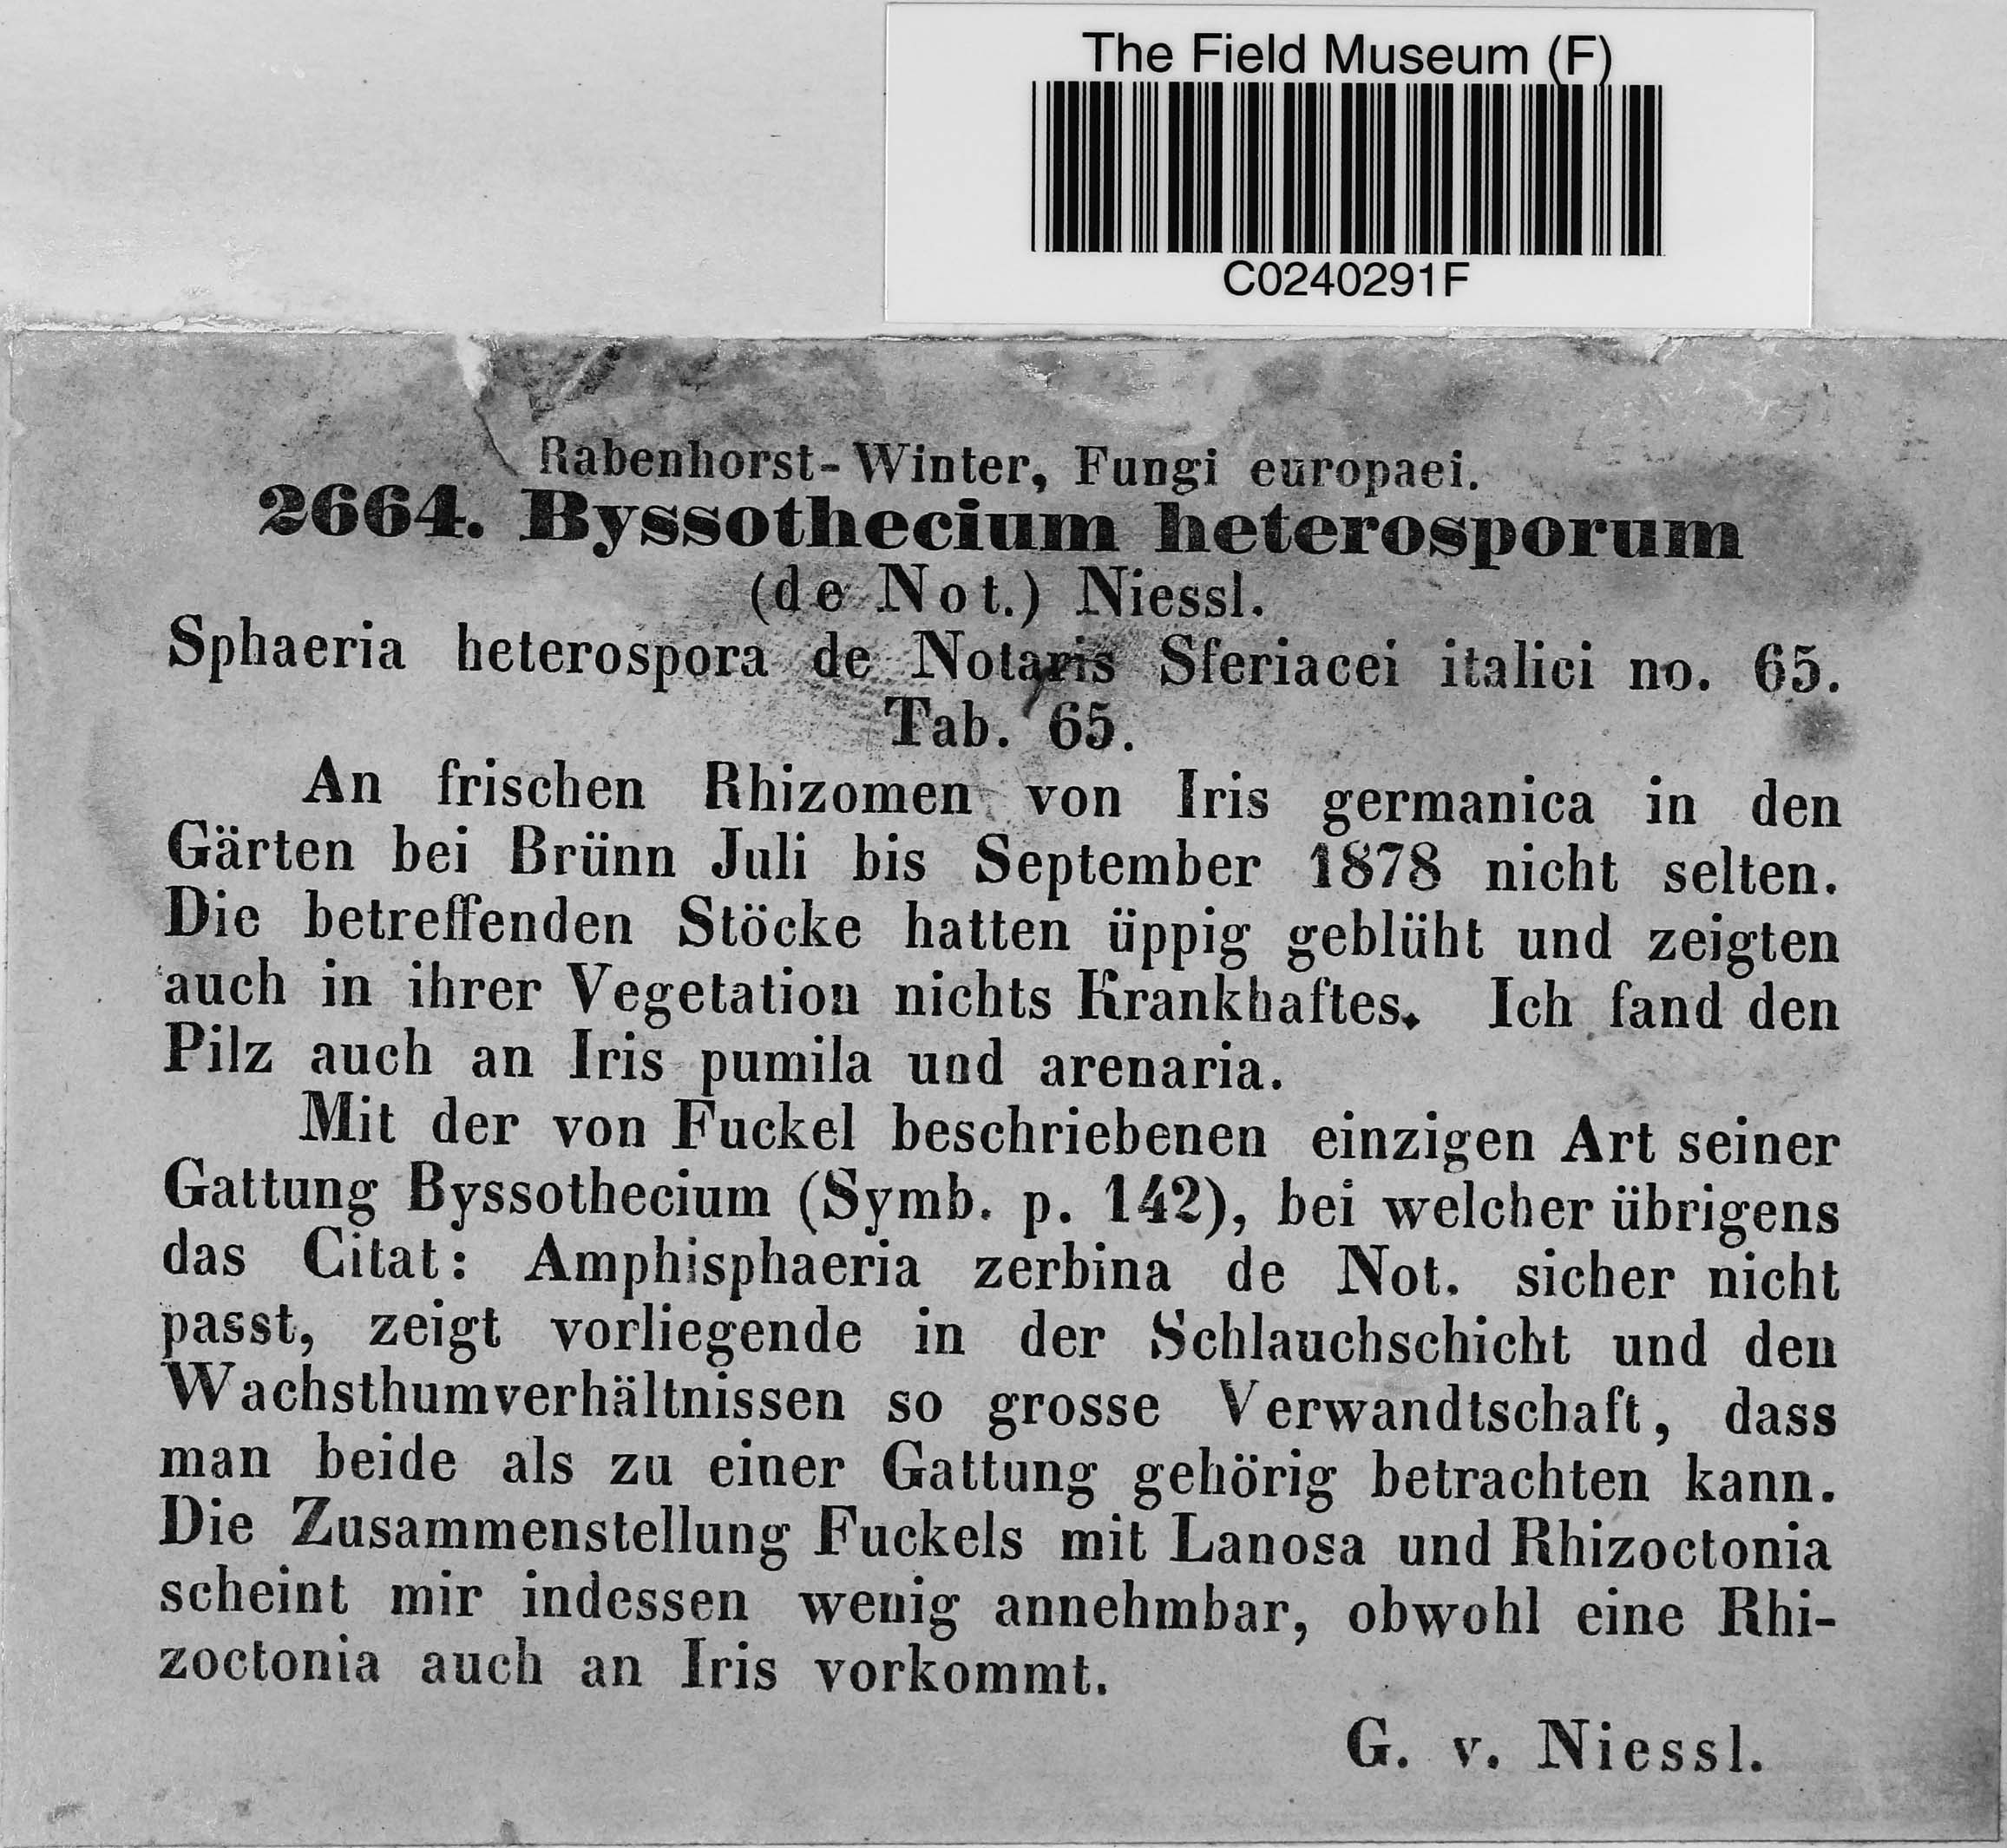 The Field Museum (F)
C0240291F
Rabenhorst-Winter, Fungi europaei.
2664. Byssothecium heterosporum
(de Not.) Niessl.
Sphaeria heterospora de Notaris Sferiacei italici no. 65.
Tab. 65.
An frischen Rhizomen von Iris germanica in den
Gärten bei Brünn Juli bis September 1878 nicht selten.
Die betreffenden Stöcke hatten üppig geblüht und zeigten
auch in ihrer Vegetation nichts Krankhaftes. Ich fand den
Pilz auch an Iris pumila und arenaria.
Mit der von Fuckel beschriebenen einzigen Art seiner
Gattung Byssothecium (Symb. p. 142), bei welcher übrigens
das Citat: Amphisphaeria zerbina de Not. sicher nicht
passt, zeigt vorliegende in der Schlauchschicht und den
Wachsthumverhältnissen so grosse Verwandtschaft, dass
man beide als zu einer Gattung gehörig betrachten kann.
Die Zusammenstellung Fuckels mit Lanosa und Rhizoctonia
scheint mir indessen wenig annehmbar, obwohl eine Rhi-
zoctonia auch an Iris vorkommt.
G. v. Niessl.